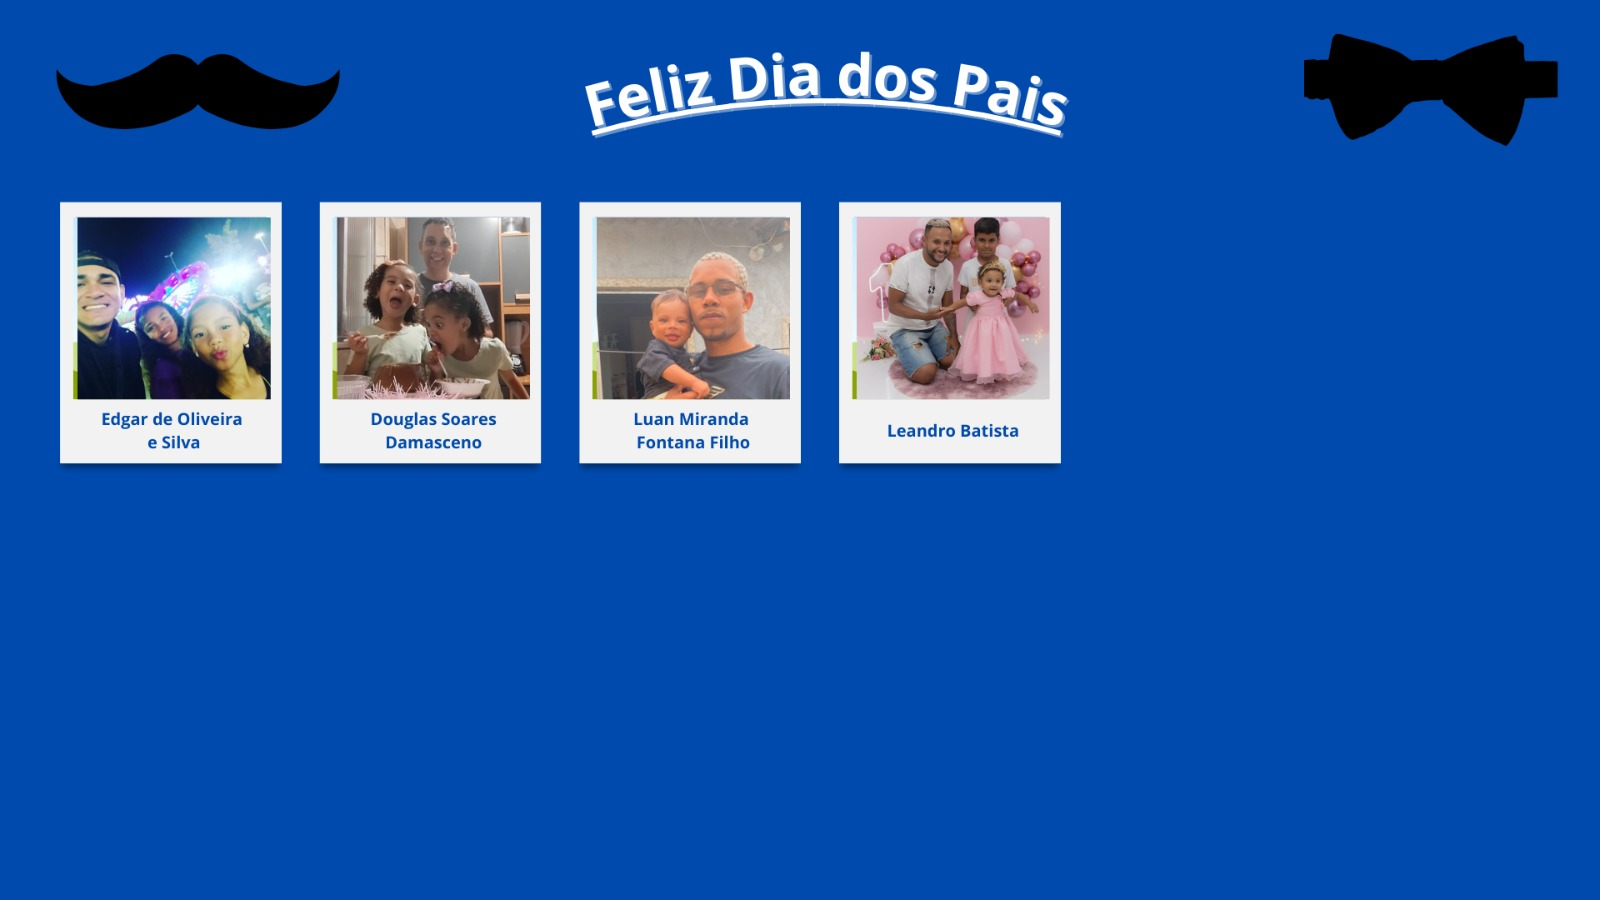 Feliz Dia dos Pais
Edgar de Oliveira
e Silva
Douglas Soares
Damasceno
Luan Miranda
Fontana Filho
Leandro Batista